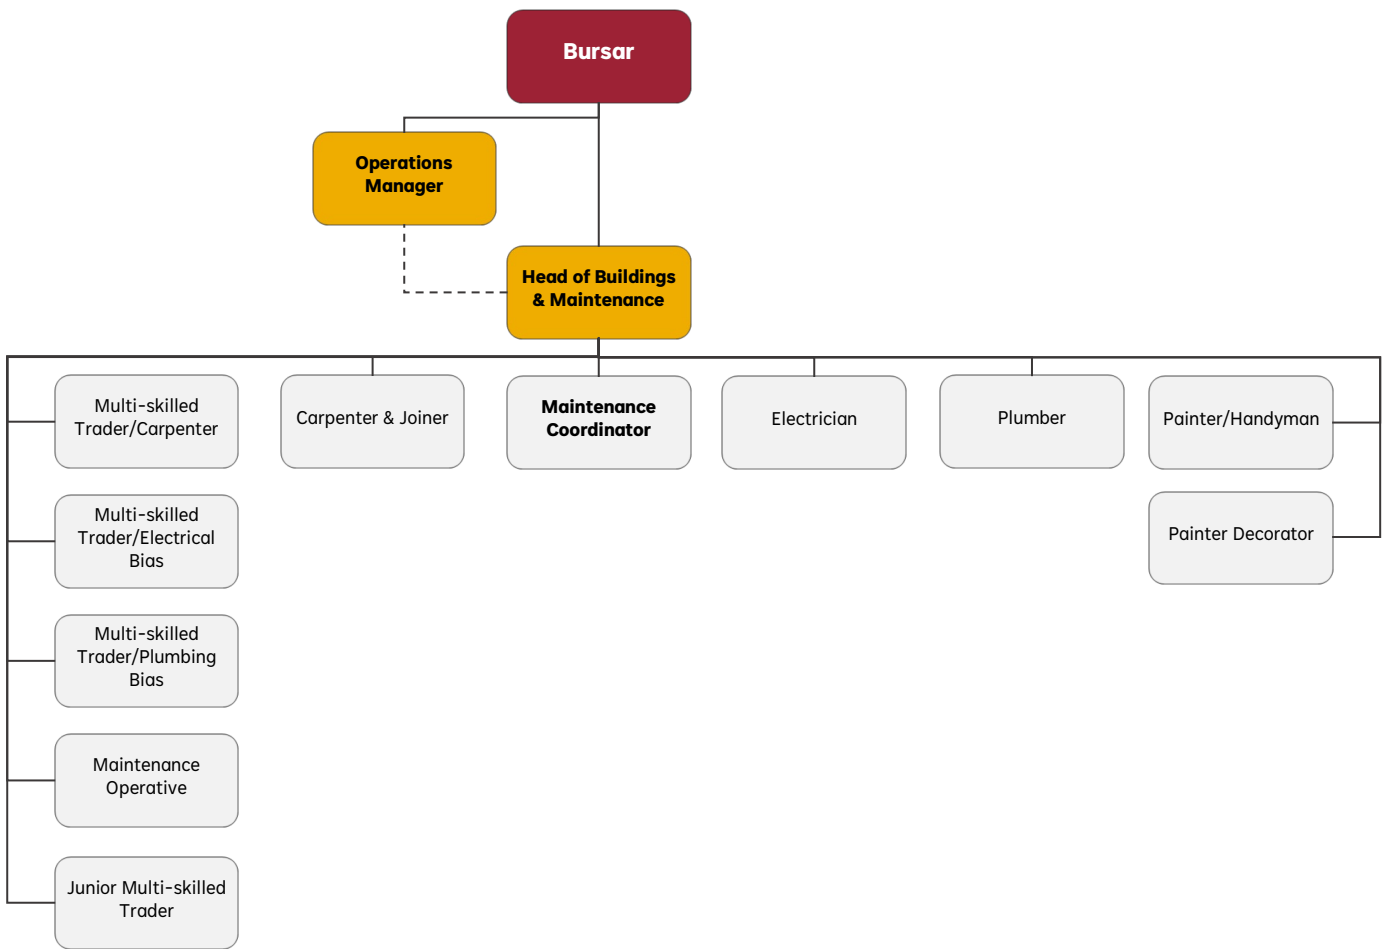 Bursar
Operations
Manager
Head of Buildings
& Maintenance
Multi-skilled
Trader/Carpenter
Carpenter & Joiner
Maintenance
Coordinator
Electrician
Plumber
Painter/Handyman
Multi-skilled
Trader/Electrical
Bias
Painter Decorator
Multi-skilled
Trader/Plumbing
Bias
Maintenance
Operative
Junior Multi-skilled
Trader